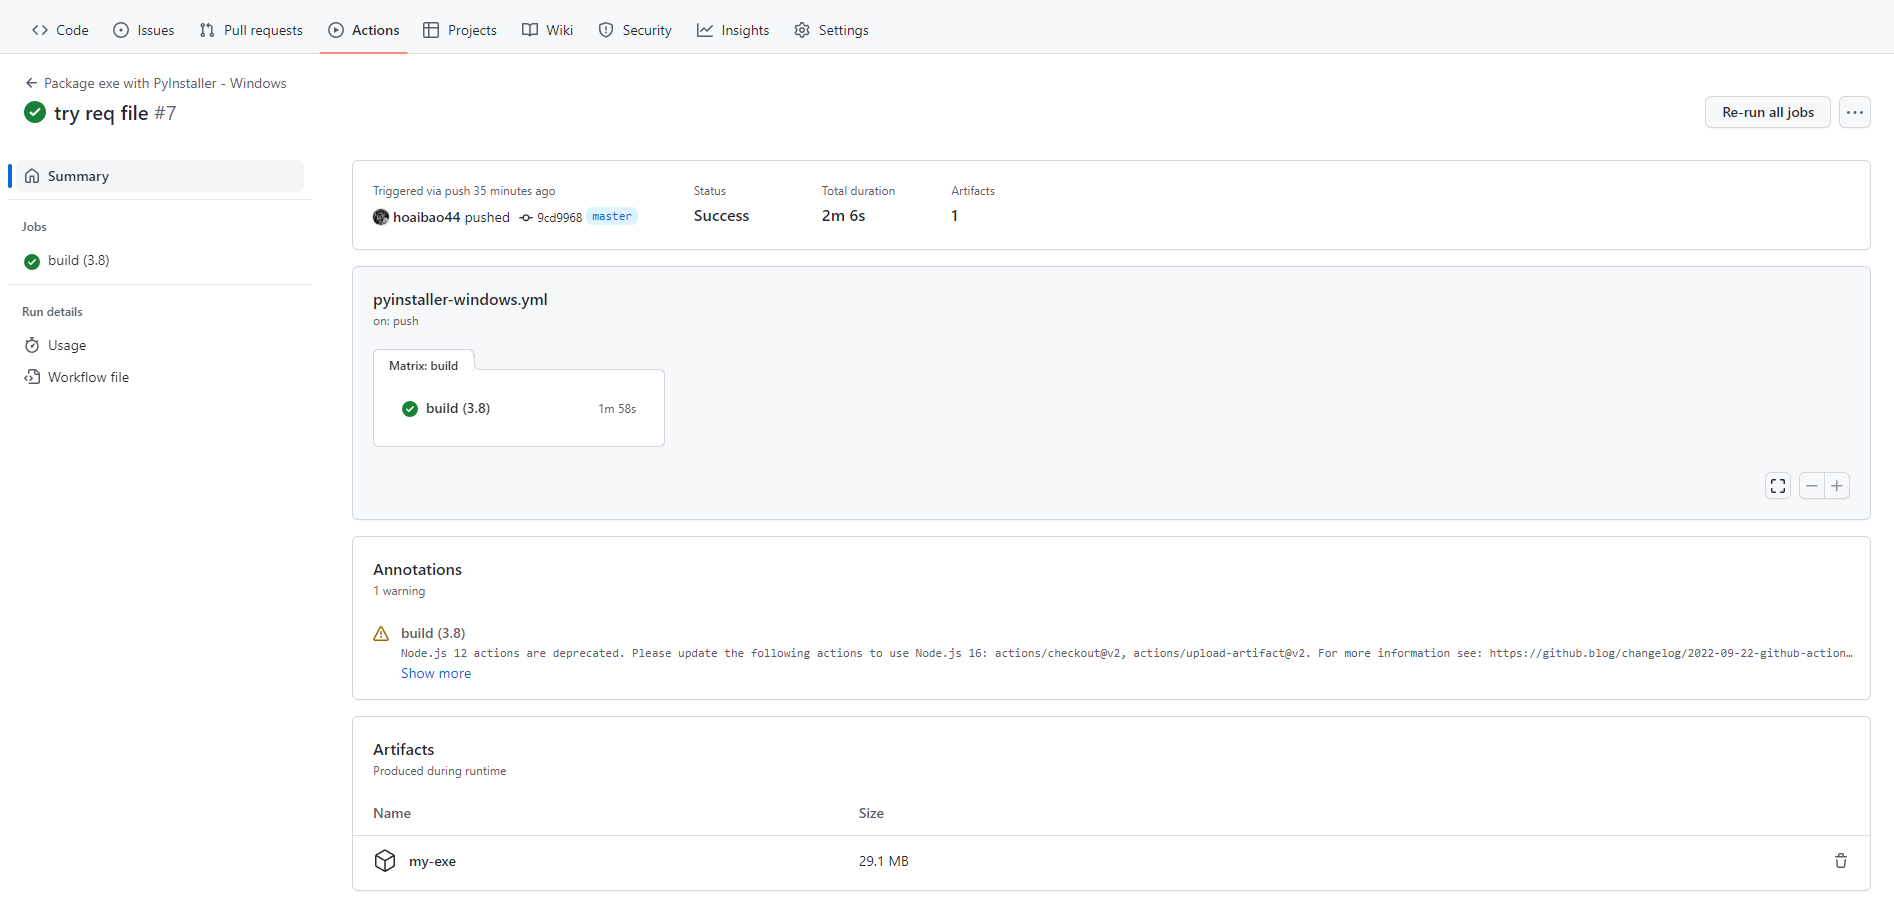 Code Issues Pull requests Actions Projects Wiki Security Insights Settings
Package exe with PyInstaller - Windows
try req file #7
Re-run all jobs
Summary
Jobs
build (3.8)
Run details
Usage
Workflow file
Triggered via push 35 minutes ago
hoaibao44 pushed 9cd9968 master
Status
Success
Total duration
2m 6s
Artifacts
1
pyinstaller-windows.yml
on: push
Matrix: build
build (3.8) 1m 58s
Annotations
1 warning
build (3.8)
Node.js 12 actions are deprecated. Please update the following actions to use Node.js 16: actions/checkout@v2, actions/upload-artifact@v2. For more information see: https://github.blog/changelog/2022-09-22-github-action…
Show more
Artifacts
Produced during runtime
Name Size
my-exe 29.1 MB